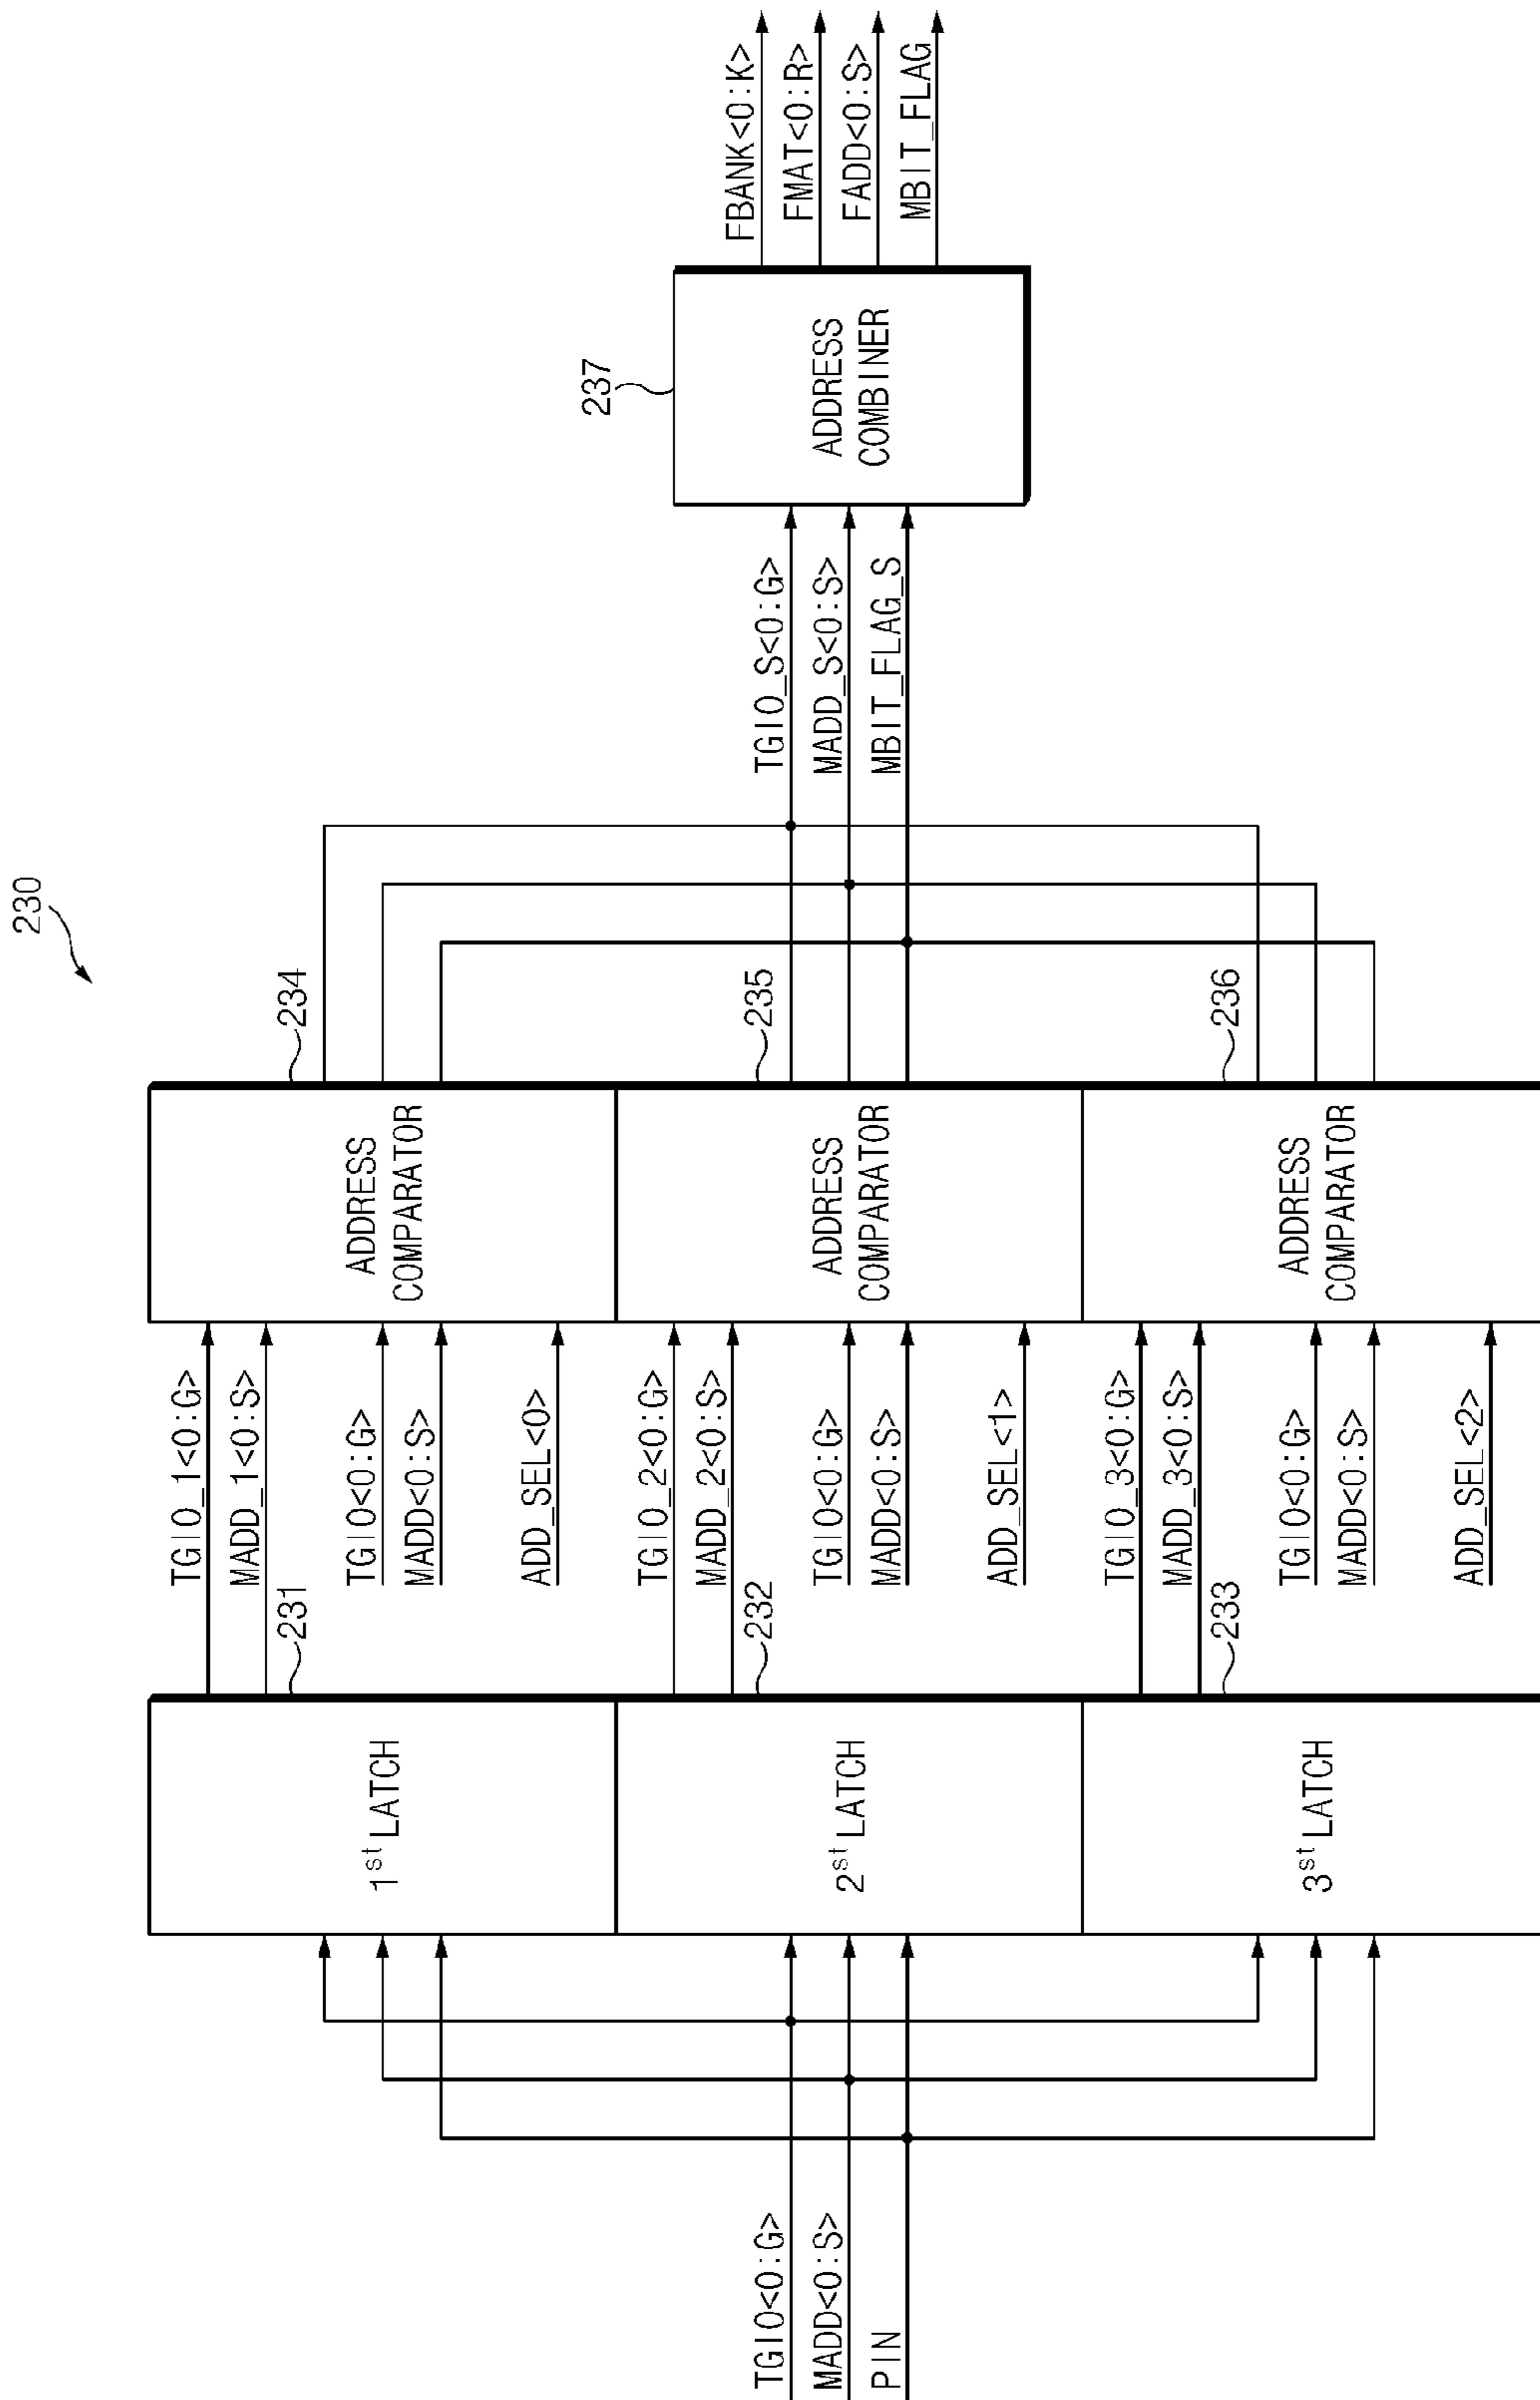 230
TGIO<0:G>
MADD<0:S>
PIN
1st LATCH
2st LATCH
3st LATCH
231
232
233
TGIO_1<0:G>
MADD_1<0:S>
TGIO<0:G>
MADD<0:S>
ADD_SEL<0>
TGIO_2<0:G>
MADD_2<0:S>
TGIO<0:G>
MADD<0:S>
ADD_SEL<1>
TGIO_3<0:G>
MADD_3<0:S>
TGIO<0:G>
MADD<0:S>
ADD_SEL<2>
234
ADDRESS
COMPARATOR
235
ADDRESS
COMPARATOR
236
ADDRESS
COMPARATOR
TGIO_S<0:G>
MADD_S<0:S>
MBIT_FLAG_S
237
ADDRESS
COMBINER
FBANK<0:K>
FMAT<0:R>
FADD<0:S>
MBIT_FLAG